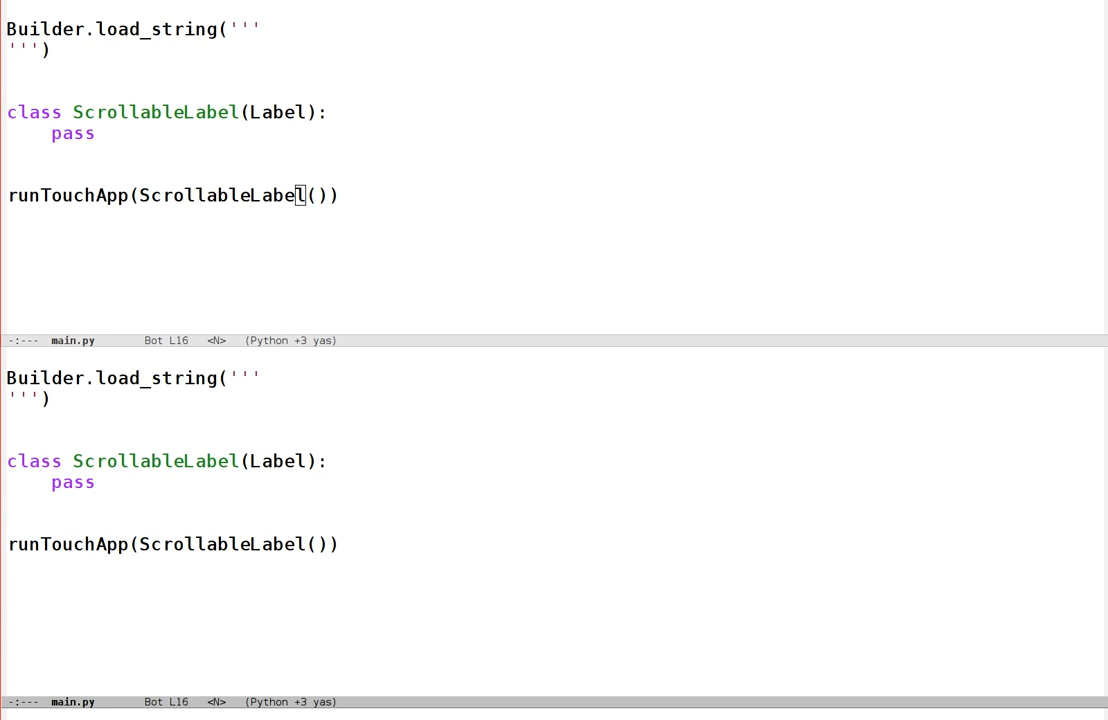 Builder.load_string('''
''')
class ScrollableLabel(Label):
    pass
runTouchApp(ScrollableLabel())
-:---  main.py        Bot L16   <N>   (Python +3 yas)
Builder.load_string('''
''')
class ScrollableLabel(Label):
    pass
runTouchApp(ScrollableLabel())
-:---  main.py        Bot L16   <N>   (Python +3 yas)